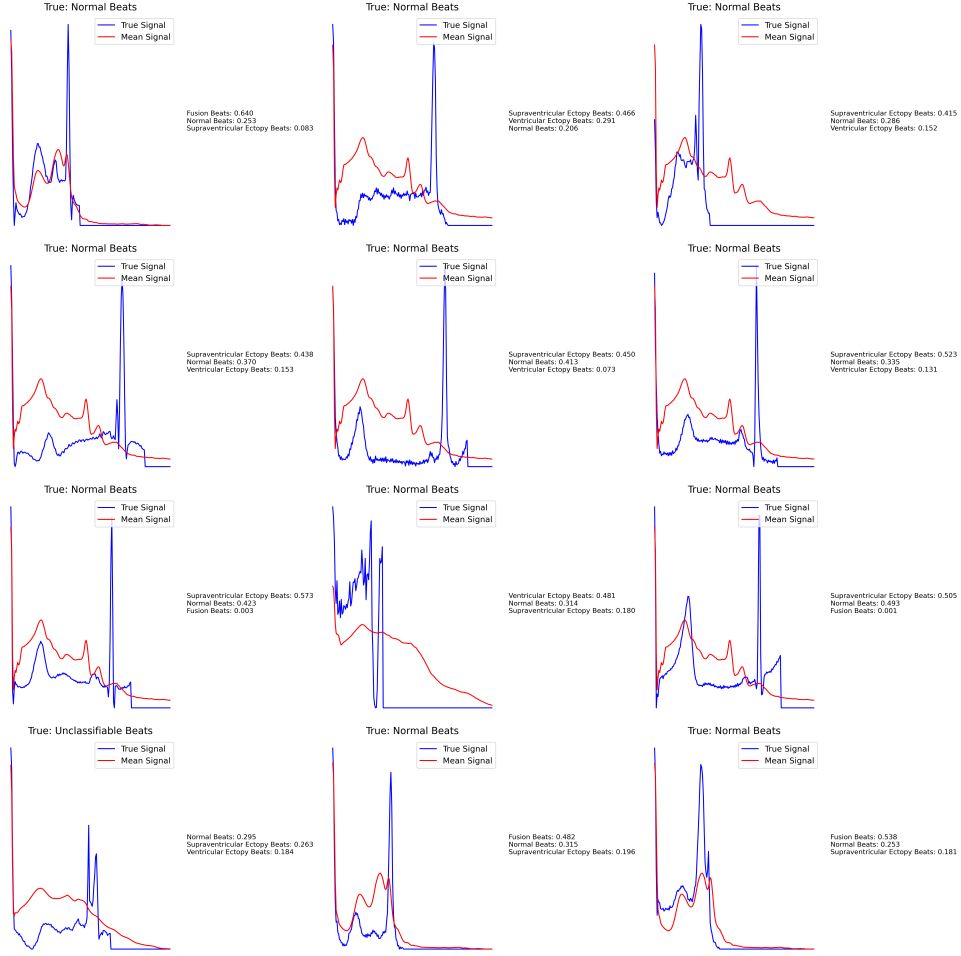 True: Normal Beats
True Signal
Mean Signal
Fusion Beats: 0.640
Normal Beats: 0.253
Supraventricular Ectopy Beats: 0.083
True: Normal Beats
True Signal
Mean Signal
Supraventricular Ectopy Beats: 0.466
Ventricular Ectopy Beats: 0.291
Normal Beats: 0.206
True: Normal Beats
True Signal
Mean Signal
Supraventricular Ectopy Beats: 0.415
Normal Beats: 0.286
Ventricular Ectopy Beats: 0.152
True: Normal Beats
True Signal
Mean Signal
Supraventricular Ectopy Beats: 0.438
Normal Beats: 0.370
Ventricular Ectopy Beats: 0.153
True: Normal Beats
True Signal
Mean Signal
Supraventricular Ectopy Beats: 0.450
Normal Beats: 0.413
Ventricular Ectopy Beats: 0.073
True: Normal Beats
True Signal
Mean Signal
Supraventricular Ectopy Beats: 0.523
Normal Beats: 0.335
Ventricular Ectopy Beats: 0.131
True: Normal Beats
True Signal
Mean Signal
Supraventricular Ectopy Beats: 0.573
Normal Beats: 0.423
Fusion Beats: 0.003
True: Normal Beats
True Signal
Mean Signal
Ventricular Ectopy Beats: 0.481
Normal Beats: 0.314
Supraventricular Ectopy Beats: 0.180
True: Normal Beats
True Signal
Mean Signal
Supraventricular Ectopy Beats: 0.505
Normal Beats: 0.493
Fusion Beats: 0.001
True: Unclassifiable Beats
True Signal
Mean Signal
Normal Beats: 0.295
Supraventricular Ectopy Beats: 0.263
Ventricular Ectopy Beats: 0.184
True: Normal Beats
True Signal
Mean Signal
Fusion Beats: 0.482
Normal Beats: 0.315
Supraventricular Ectopy Beats: 0.196
True: Normal Beats
True Signal
Mean Signal
Fusion Beats: 0.538
Normal Beats: 0.253
Supraventricular Ectopy Beats: 0.181